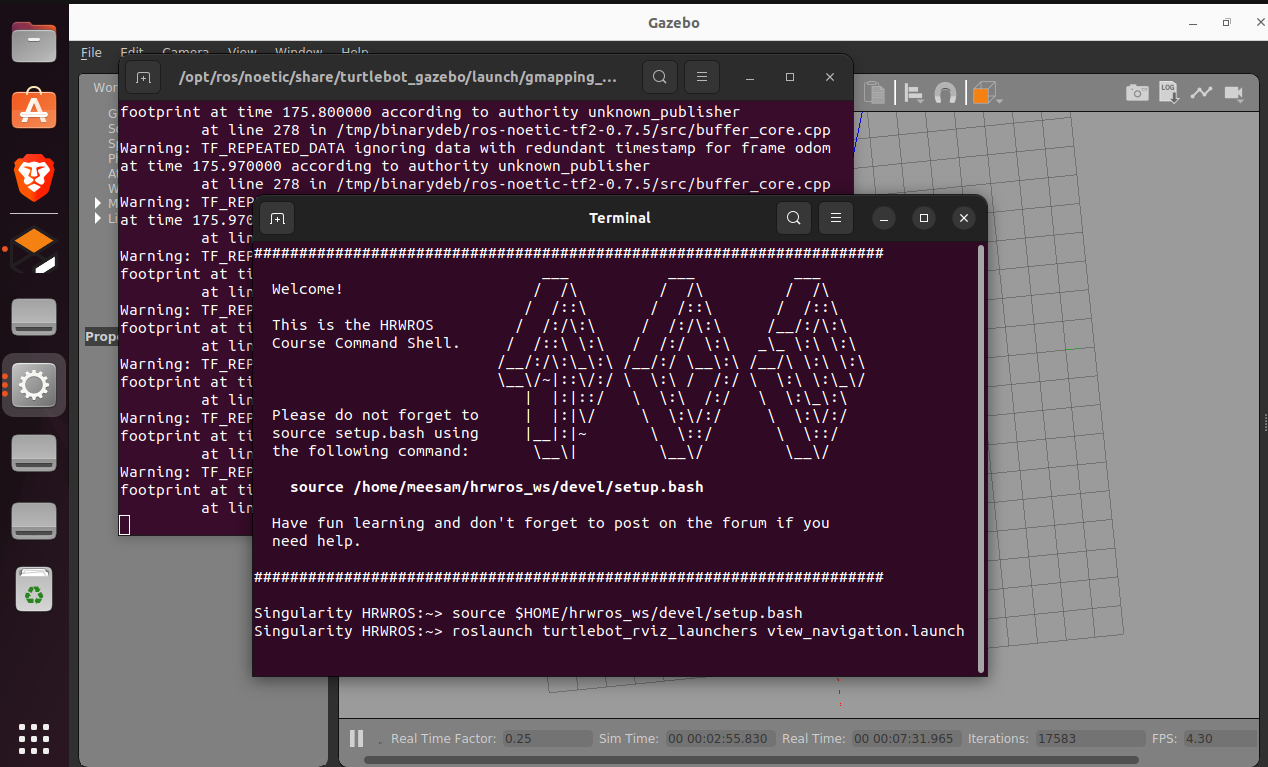 Gazebo
File Edit Camera View Window Help
/opt/ros/noetic/share/turtlebot_gazebo/launch/gmapping_...
footprint at time 175.800000 according to authority unknown_publisher
at line 278 in /tmp/binarydeb/ros-noetic-tf2-0.7.5/src/buffer_core.cpp
Warning: TF_REPEATED_DATA ignoring data with redundant timestamp for frame odom
at time 175.970000 according to authority unknown_publisher
at line 278 in /tmp/binarydeb/ros-noetic-tf2-0.7.5/src/buffer_core.cpp
Warning: TF_REP
at time 175.970
at lin
Warning: TF_REP
footprint at ti
at lin
Warning: TF_REP
footprint at ti
at lin
Warning: TF_REP
footprint at ti
at lin
Warning: TF_REP
footprint at ti
at lin
Warning: TF_REP
footprint at ti
at lin
LOG
Terminal
######################################################################
Welcome!
This is the HRWROS
Course Command Shell.
Please do not forget to
source setup.bash using
the following command:
source /home/meesam/hrwros_ws/devel/setup.bash
Have fun learning and don't forget to post on the forum if you
need help.
######################################################################
Singularity HRWROS:~> source $HOME/hrwros_ws/devel/setup.bash
Singularity HRWROS:~> roslaunch turtlebot_rviz_launchers view_navigation.launch
Real Time Factor: 0.25 Sim Time: 00 00:02:55.830 Real Time: 00 00:07:31.965 Iterations: 17583 FPS: 4.30